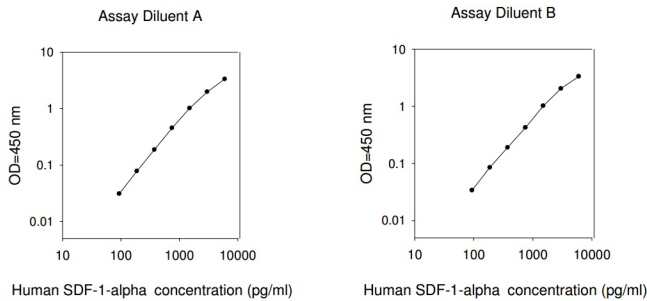 Assay Diluent A
10
1
0.1
0.01
OD=450 nm
10
100
1000
10000
Human SDF-1-alpha concentration (pg/ml)
Assay Diluent B
10
1
0.1
0.01
OD=450 nm
10
100
1000
10000
Human SDF-1-alpha concentration (pg/ml)